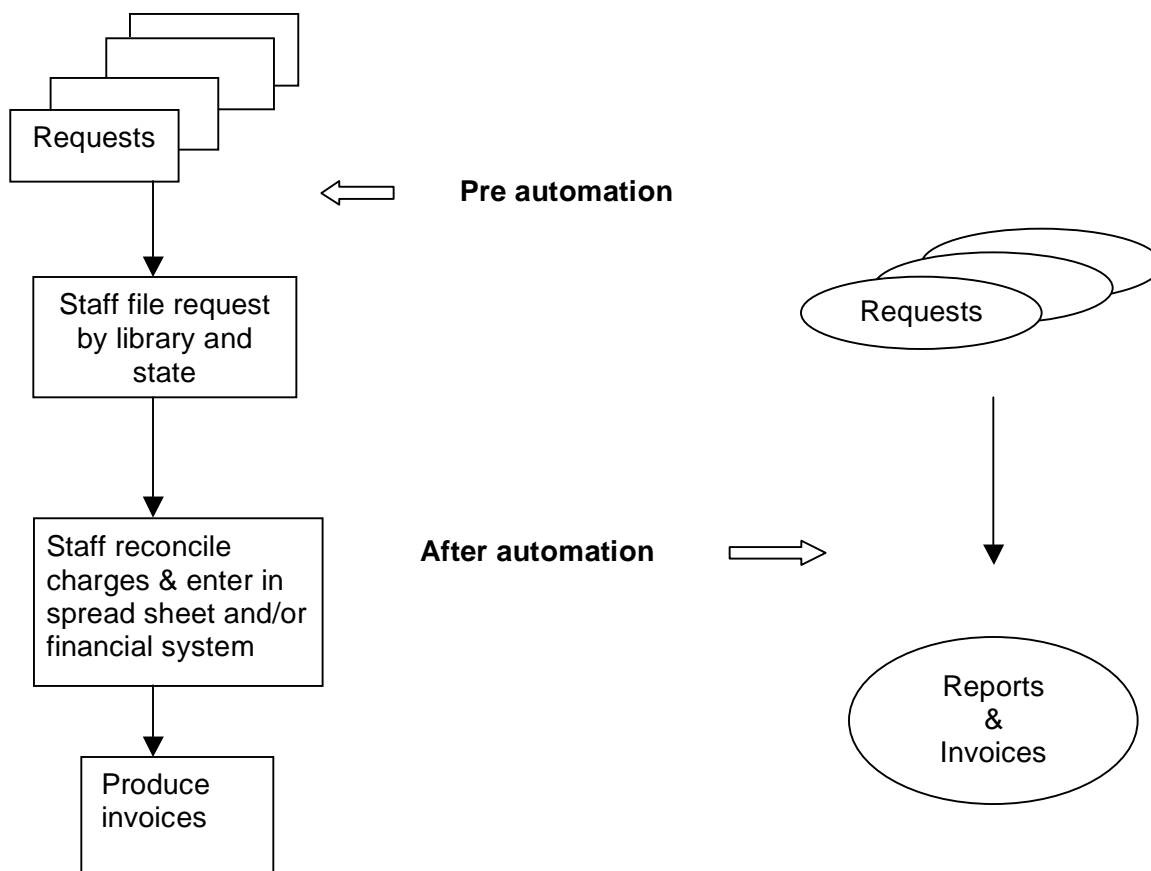 Requests
Pre automation
Staff file request
by library and
state
Requests
Staff reconcile
charges & enter in
spread sheet and/or
financial system
After automation
Reports
&
Invoices
Produce
invoices